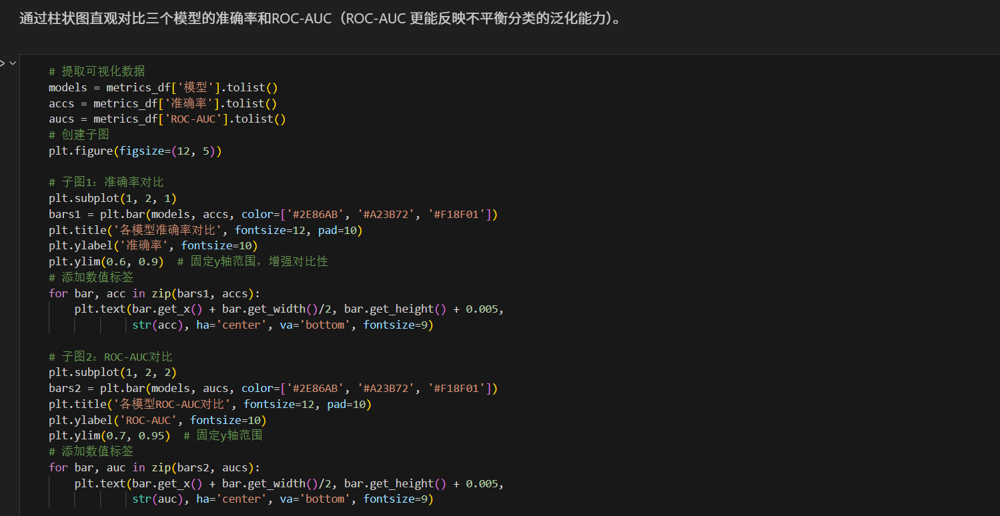 通过柱状图直观对比三个模型的准确率和ROC-AUC（ROC-AUC 更能反映不平衡分类的泛化能力）。
# 提取可视化数据
models = metrics_df['模型'].tolist()
accs = metrics_df['准确率'].tolist()
aucs = metrics_df['ROC-AUC'].tolist()
# 创建子图
plt.figure(figsize=(12, 5))

# 子图1：准确率对比
plt.subplot(1, 2, 1)
bars1 = plt.bar(models, accs, color=['#2E86AB', '#A23B72', '#F18F01'])
plt.title('各模型准确率对比', fontsize=12, pad=10)
plt.ylabel('准确率', fontsize=10)
plt.ylim(0.6, 0.9)  # 固定y轴范围，增强对比性
# 添加数值标签
for bar, acc in zip(bars1, accs):
    plt.text(bar.get_x() + bar.get_width()/2, bar.get_height() + 0.005,
             str(acc), ha='center', va='bottom', fontsize=9)

# 子图2：ROC-AUC对比
plt.subplot(1, 2, 2)
bars2 = plt.bar(models, aucs, color=['#2E86AB', '#A23B72', '#F18F01'])
plt.title('各模型ROC-AUC对比', fontsize=12, pad=10)
plt.ylabel('ROC-AUC', fontsize=10)
plt.ylim(0.7, 0.95)  # 固定y轴范围
# 添加数值标签
for bar, auc in zip(bars2, aucs):
    plt.text(bar.get_x() + bar.get_width()/2, bar.get_height() + 0.005,
             str(auc), ha='center', va='bottom', fontsize=9)